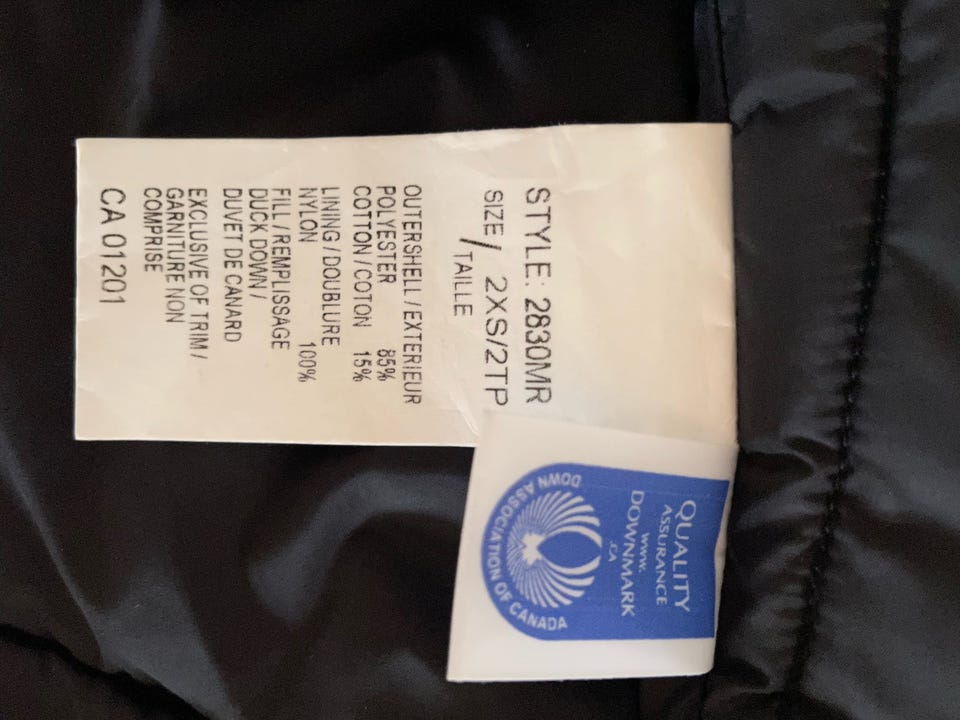 STYLE: 2830MR
SIZE / 2XS/2TP
/ TAILLE
OUTERSHELL / EXTERIEUR
POLYESTER 85%
COTTON / COTON 15%
LINING / DOUBLURE
NYLON 100%
FILL / REMPLISSAGE
DUCK DOWN /
DUVET DE CANARD
EXCLUSIVE OF TRIM /
GARNITURE NON
COMPRISE
CA 01201
QUALITY
ASSURANCE
www.
DOWNMARK
.CA
DOWN ASSOCIATION OF CANADA